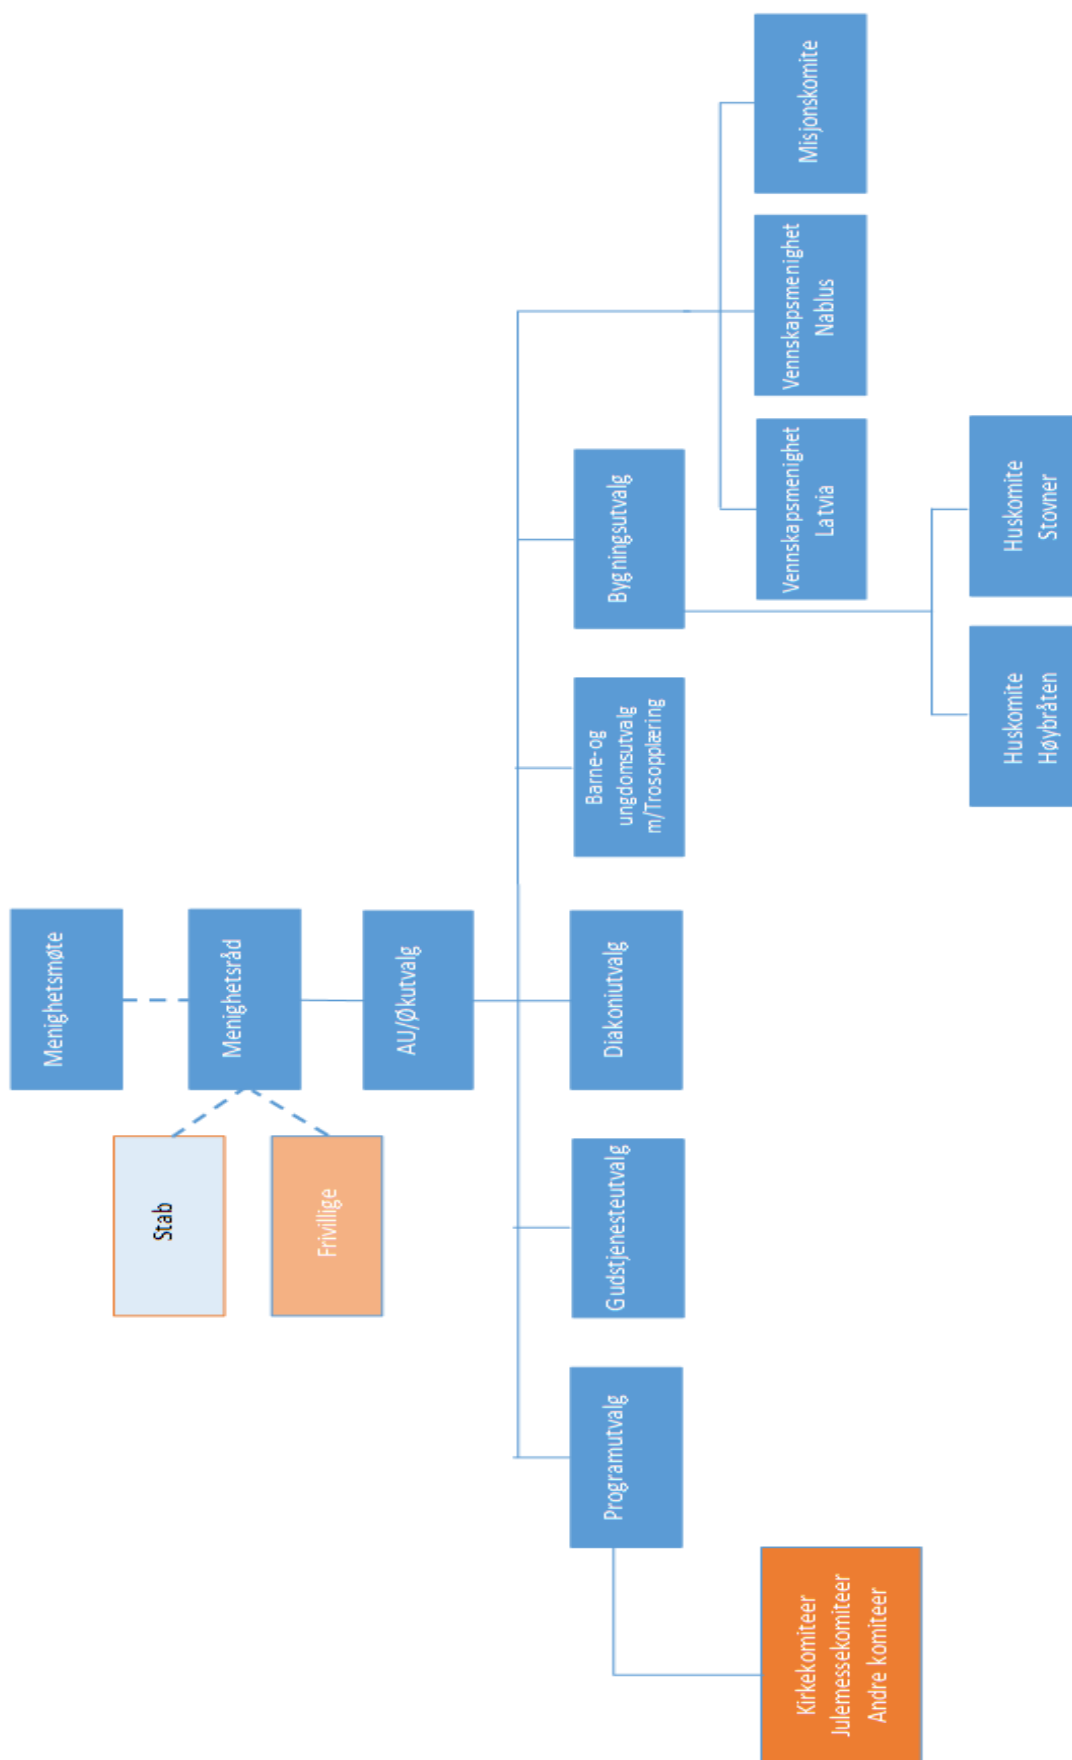 Menighetsmøte
Stab
Menighetsråd
Frivillige
AU/Økutvalg
Programutvalg
Gudstjenesteutvalg
Diakoniutvalg
Barne-og
ungdomsutvalg
m/Trosopplæring
Bygningsutvalg
Kirkekomiteer
Julemessekomiteer
Andre komiteer
Vennskapsmenighet
Latvia
Vennskapsmenighet
Nablus
Misjonskomite
Huskomite
Høybråten
Huskomite
Stovner